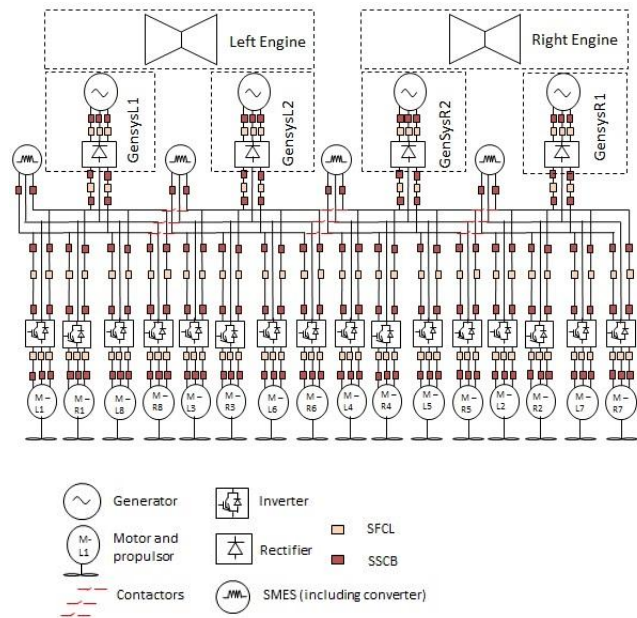 Left Engine
Right Engine
GensysL1
GensysL2
GenSysR2
GensysR1
M-
L1
M-
R1
M-
L8
M-
R8
M-
L3
M-
R3
M-
L6
M-
R6
M-
L4
M-
R4
M-
L5
M-
R5
M-
L2
M-
R2
M-
L7
M-
R7
Generator
Inverter
M-
L1
Motor and
propulsor
Rectifier
SFCL
SSCB
Contactors
SMES (including converter)